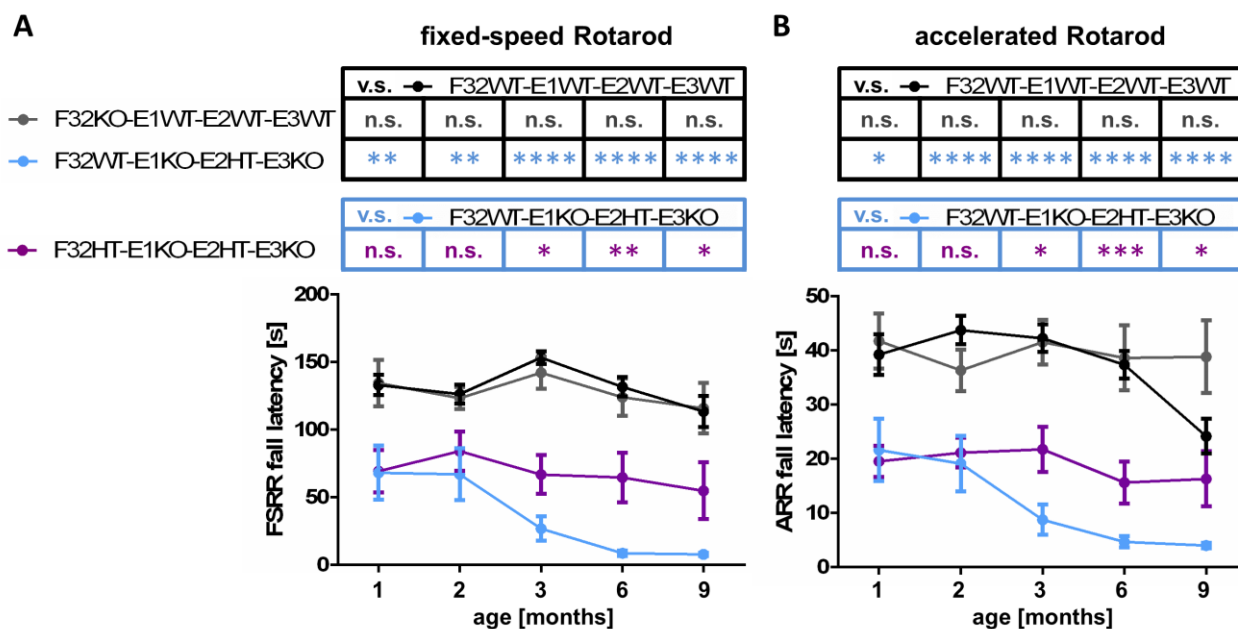 A
fixed-speed Rotarod
v.s. F32WT-E1WT-E2WT-E3WT
F32KO-E1WT-E2WT-E3WT n.s. n.s. n.s. n.s. n.s.
F32WT-E1KO-E2HT-E3KO ** ** **** **** ****
v.s. F32WT-E1KO-E2HT-E3KO
F32HT-E1KO-E2HT-E3KO n.s. n.s. * ** *
FSRR fall latency [s]
200
150
100
50
0
1 2 3 6 9
age [months]
B
accelerated Rotarod
v.s. F32WT-E1WT-E2WT-E3WT
n.s. n.s. n.s. n.s. n.s.
* **** **** **** ****
v.s. F32WT-E1KO-E2HT-E3KO
n.s. n.s. * *** *
ARR fall latency [s]
50
40
30
20
10
0
1 2 3 6 9
age [months]